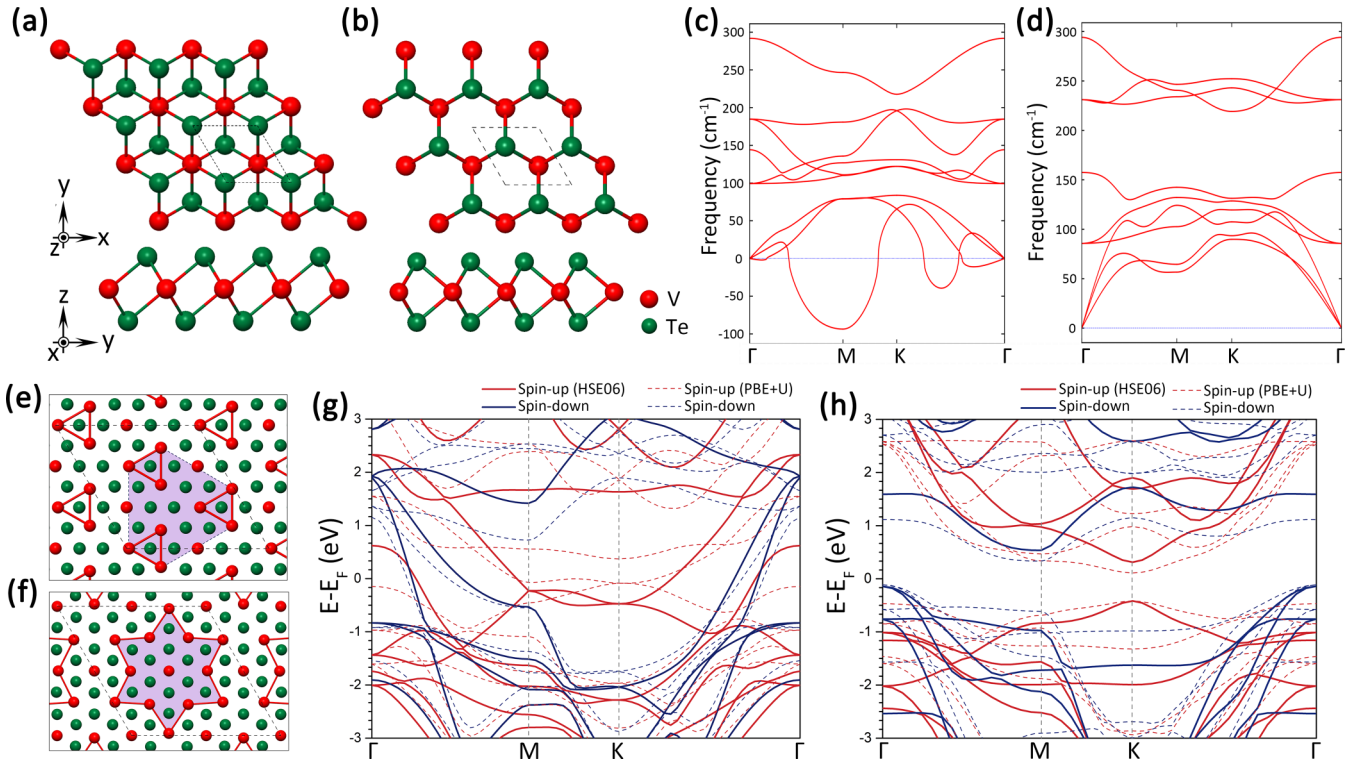 (a)
(b)
(c)
(d)
y
z
x
z
x
y
V
Te
Frequency (cm-1)
300
250
200
150
100
50
0
-50
-100
Γ M K Γ
Frequency (cm-1)
300
250
200
150
100
50
0
Γ M K Γ
(e)
(f)
(g)
Spin-up (HSE06)
Spin-down
Spin-up (PBE+U)
Spin-down
E-EF (eV)
3
2
1
0
-1
-2
-3
Γ M K Γ
(h)
Spin-up (HSE06)
Spin-down
Spin-up (PBE+U)
Spin-down
E-EF (eV)
3
2
1
0
-1
-2
-3
Γ M K Γ